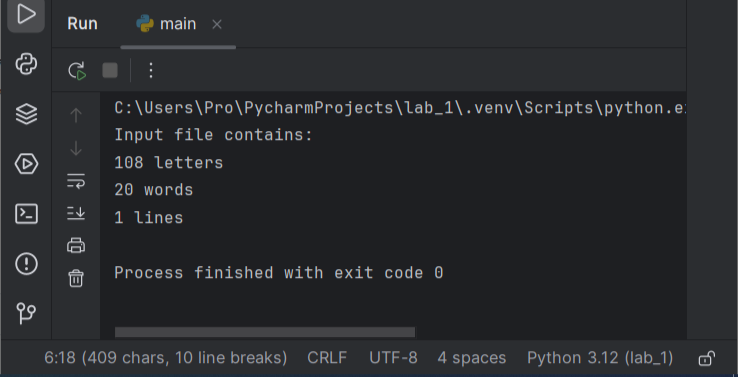 Run main
C:\Users\Pro\PycharmProjects\lab_1\.venv\Scripts\python.e
Input file contains:
108 letters
20 words
1 lines
Process finished with exit code 0
6:18 (409 chars, 10 line breaks) CRLF UTF-8 4 spaces Python 3.12 (lab_1)